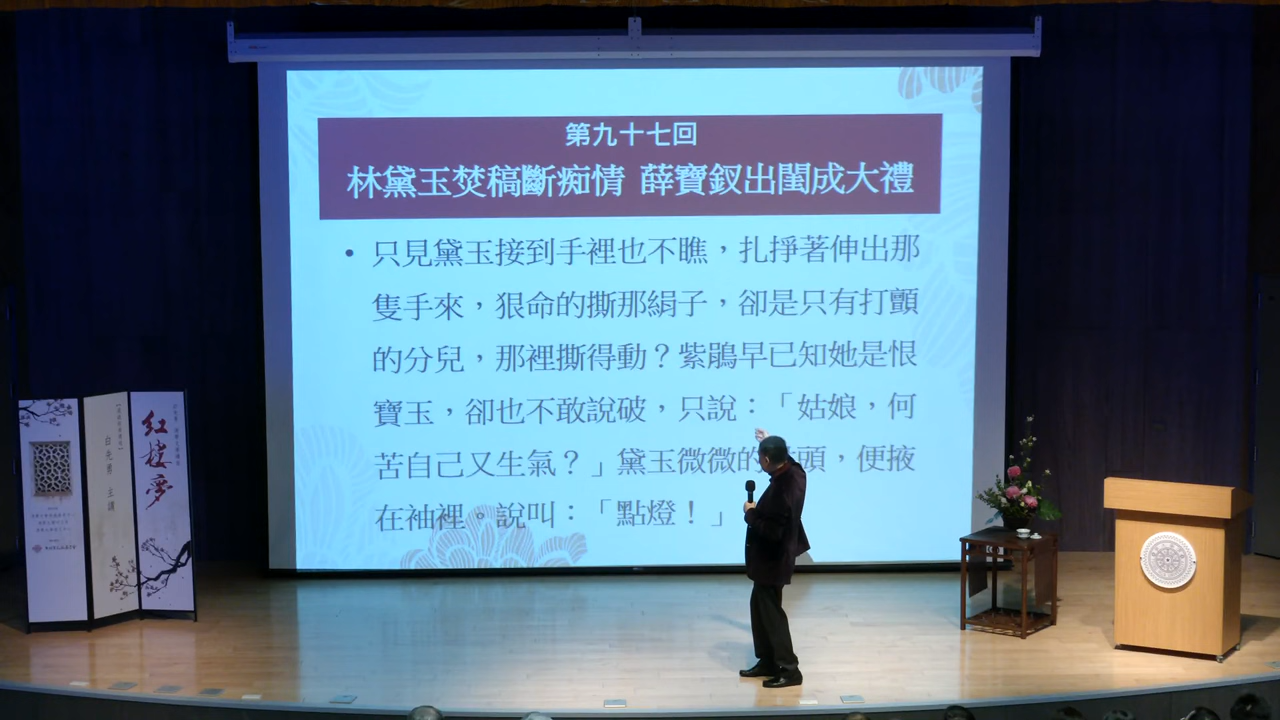 第九十七回
林黛玉焚稿斷痴情 薛寶釵出閨成大禮
• 只見黛玉接到手裡也不瞧，扎掙著伸出那
隻手來，狠命的撕那絹子，卻是只有打顫
的分兒，那裡撕得動？紫鵑早已知她是恨
寶玉，卻也不敢說破，只說：「姑娘，何
苦自己又生氣？」黛玉微微的頭，便掖
在袖裡。說叫：「點燈！」
紅樓夢
白先勇 主講